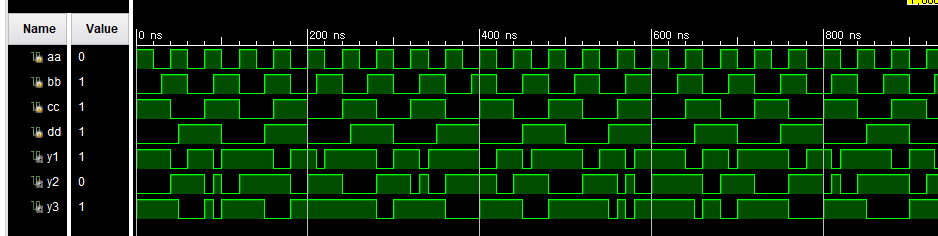 Name Value
0 ns 200 ns 400 ns 600 ns 800 ns
aa 0
bb 1
cc 1
dd 1
y1 1
y2 0
y3 1